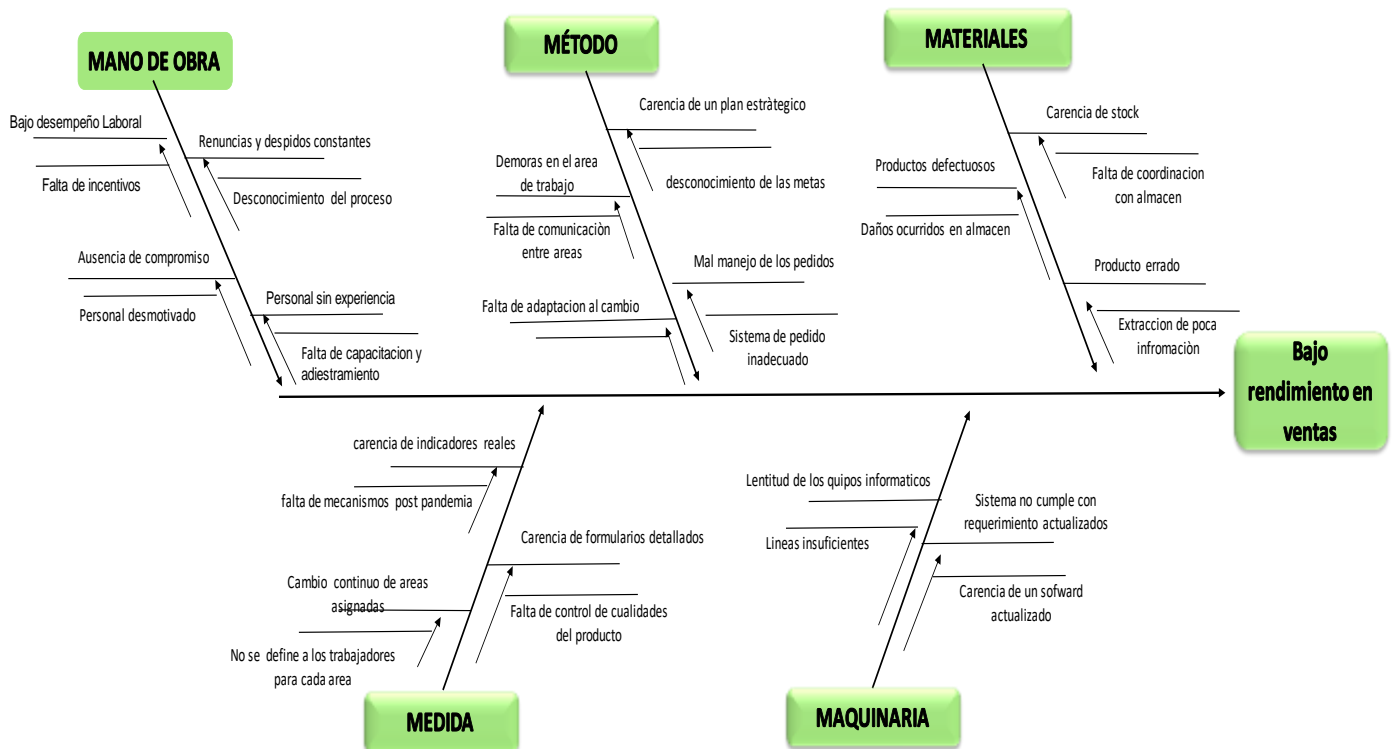 MANO DE OBRA
Bajo desempeño Laboral
Falta de incentivos
Renuncias y despidos constantes
Desconocimiento del proceso
Ausencia de compromiso
Personal desmotivado
Personal sin experiencia
Falta de capacitacion y
adiestramiento
MÉTODO
Carencia de un plan estràtegico
desconocimiento de las metas
Demoras en el area
de trabajo
Falta de comunicaciòn
entre areas
Mal manejo de los pedidos
Sistema de pedido
inadecuado
Falta de adaptacion al cambio
MATERIALES
Carencia de stock
Falta de coordinacion
con almacen
Productos defectuosos
Daños ocurridos en almacen
Producto errado
Extraccion de poca
infromaciòn
Bajo
rendimiento en
ventas
carencia de indicadores reales
falta de mecanismos post pandemia
Carencia de formularios detallados
Falta de control de cualidades
del producto
Cambio continuo de areas
asignadas
No se define a los trabajadores
para cada area
MEDIDA
Lentitud de los quipos informaticos
Lineas insuficientes
Sistema no cumple con
requerimiento actualizados
Carencia de un sofward
actualizado
MAQUINARIA